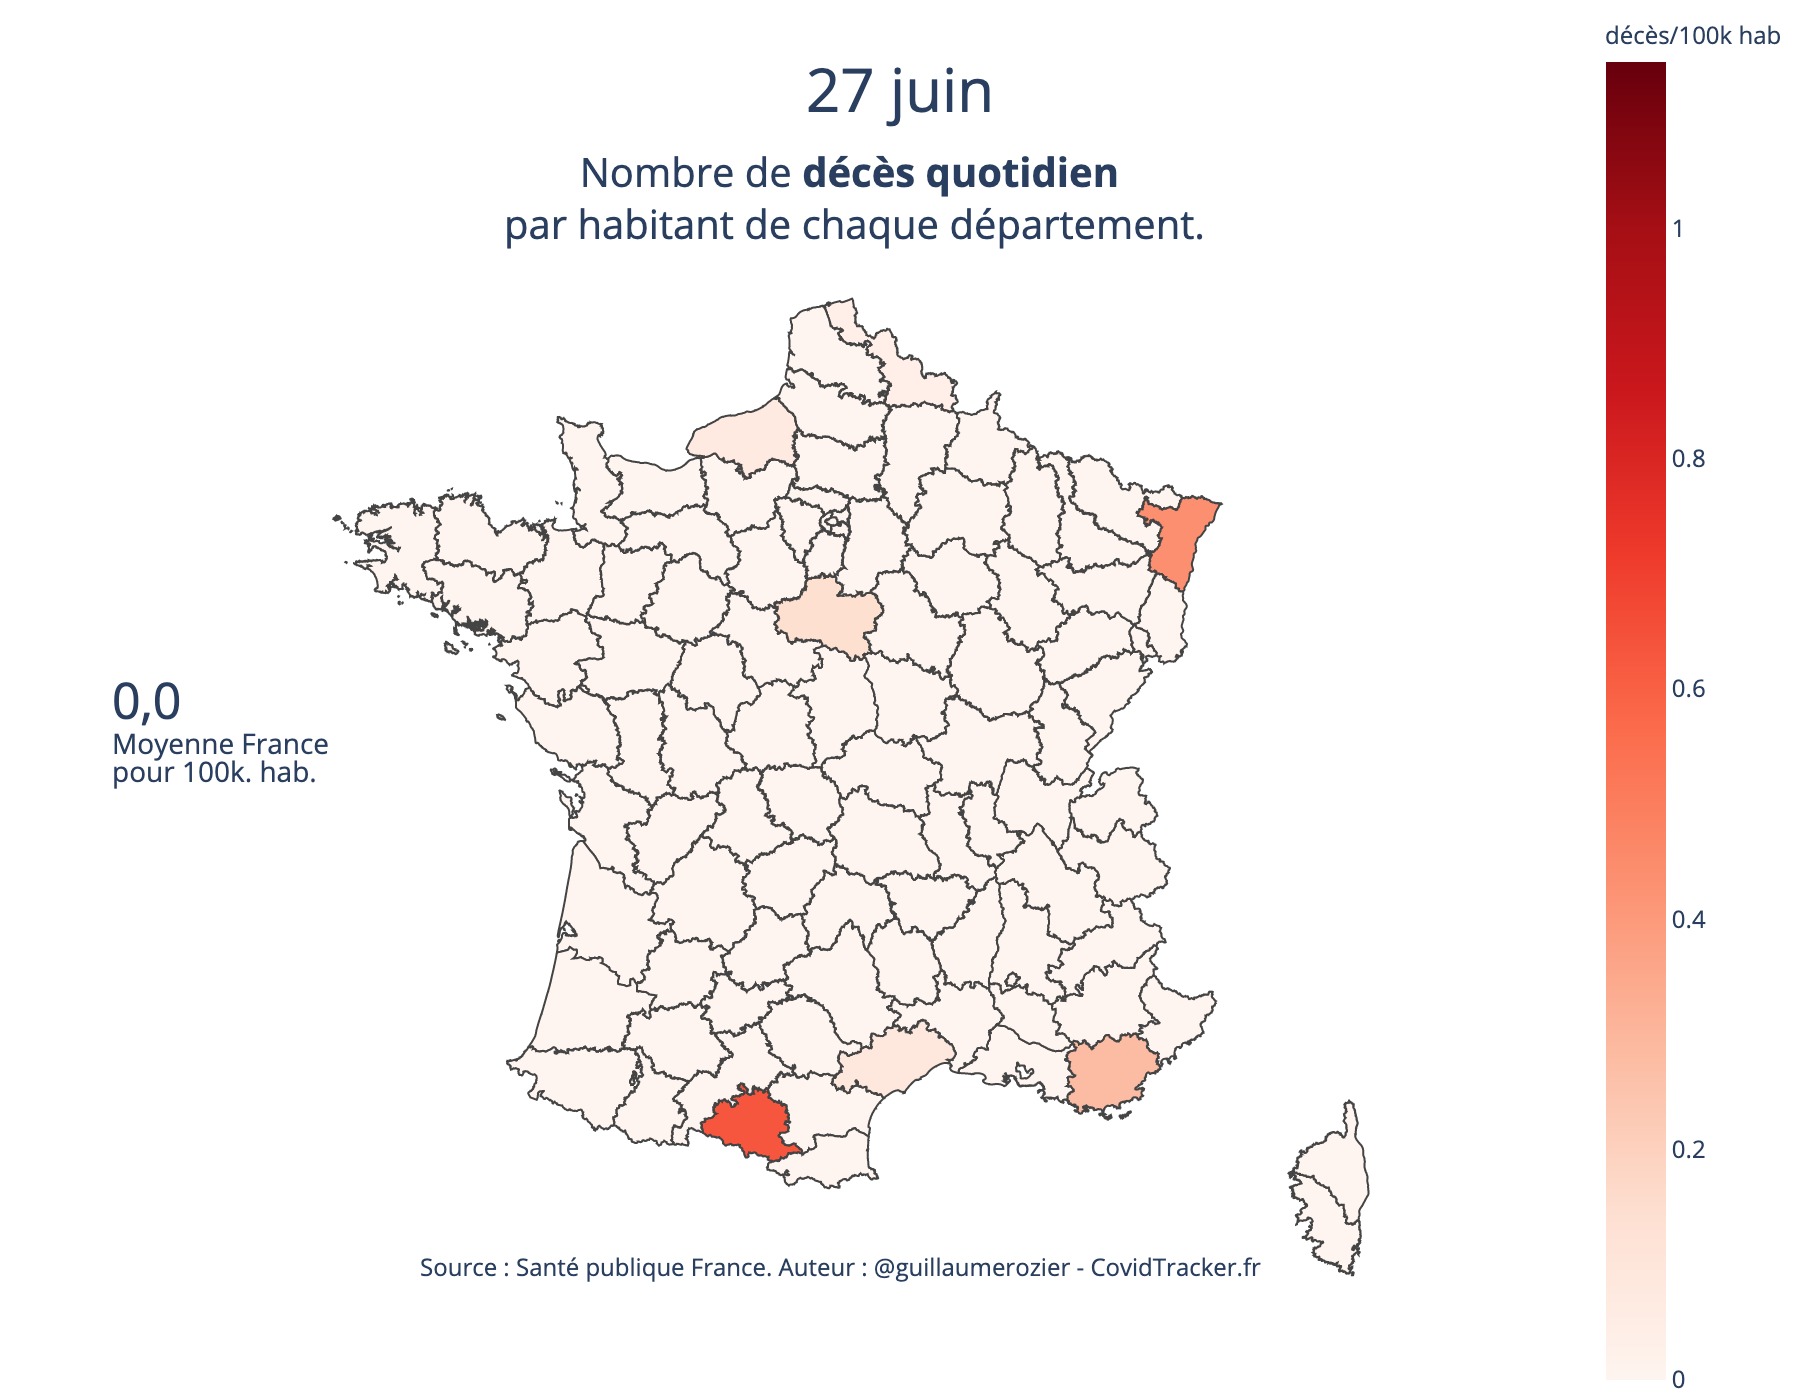 décès/100k hab
27 juin
Nombre de décès quotidien
par habitant de chaque département.
1
0.8
0.6
0.4
0.2
0
0,0
Moyenne France
pour 100k. hab.
Source : Santé publique France. Auteur : @guillaumerozier - CovidTracker.fr